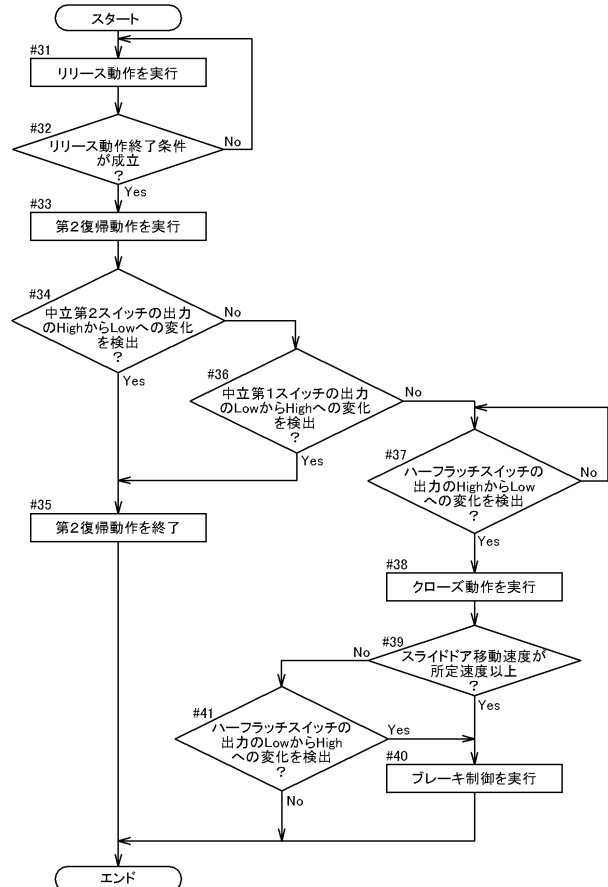 スタート
#31
リリース動作を実行
#32
リリース動作終了条件
が成立
?
No
Yes
#33
第2復帰動作を実行
#34
中立第2スイッチの出力
のHighからLowへの変化
を検出
?
No
Yes
#36
中立第1スイッチの出力
のLowからHighへの変化
を検出
?
No
Yes
#37
ハーフラッチスイッチの
出力のHighからLow
への変化を検出
?
No
Yes
#35
第2復帰動作を終了
#38
クローズ動作を実行
#39
スライドドア移動速度が
所定速度以上
?
No
Yes
#41
ハーフラッチスイッチの
出力のLowからHigh
への変化を検出
?
Yes
No
#40
ブレーキ制御を実行
エンド